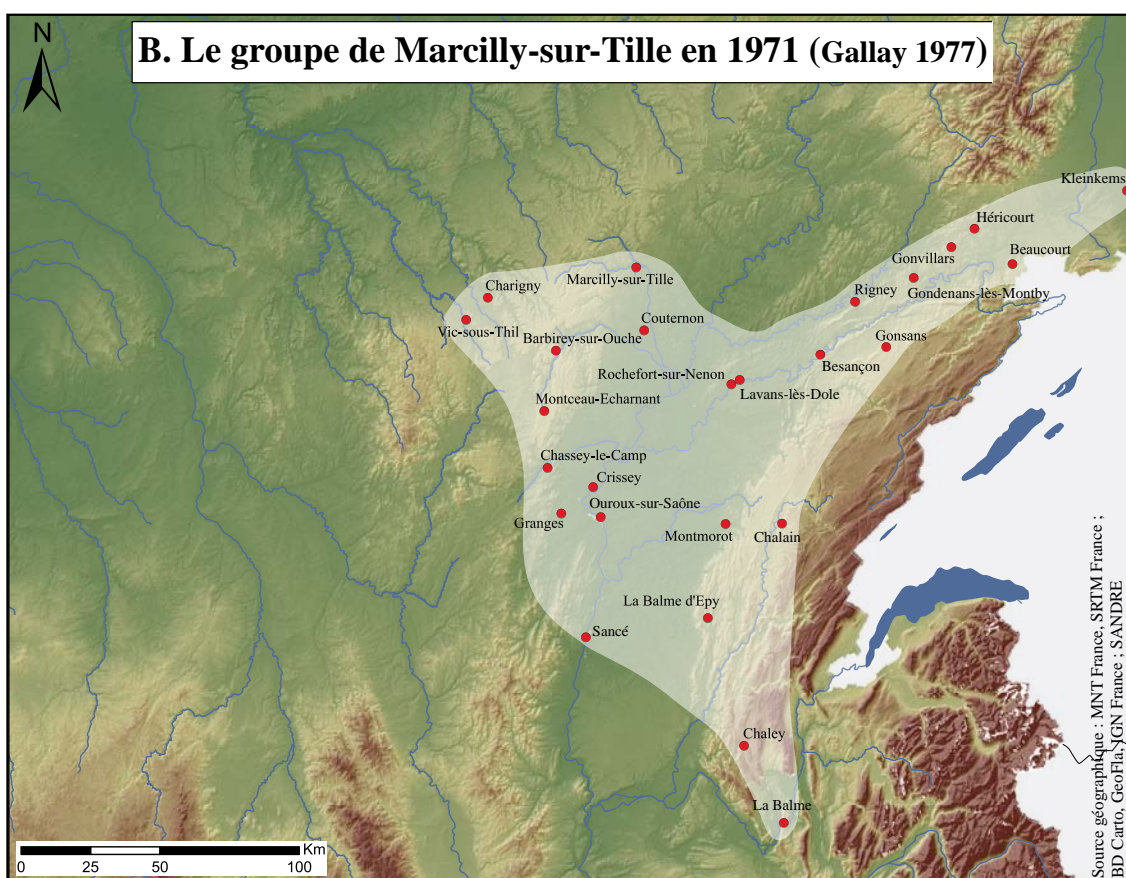 B. Le groupe de Marcilly-sur-Tille en 1971 (Gallay 1977)
N
Kleinkems
Héricourt
Gonvillars
Beaucourt
Marcilly-sur-Tille
Gondenans-lès-Montby
Charigny
Rigney
Vic-sous-Thil
Couternon
Barbirey-sur-Ouche
Gonsans
Besançon
Rochefort-sur-Nenon
Lavans-lès-Dole
Montceau-Echarnant
Chassey-le-Camp
Crissey
Ouroux-sur-Saône
Granges
Montmorot
Chalain
La Balme d'Epy
Sancé
Chaley
La Balme
Km
0 25 50 100
Source géographique : MNT France, SRTM France ;
BD Carto, GeoFla, IGN France ; SANDRE